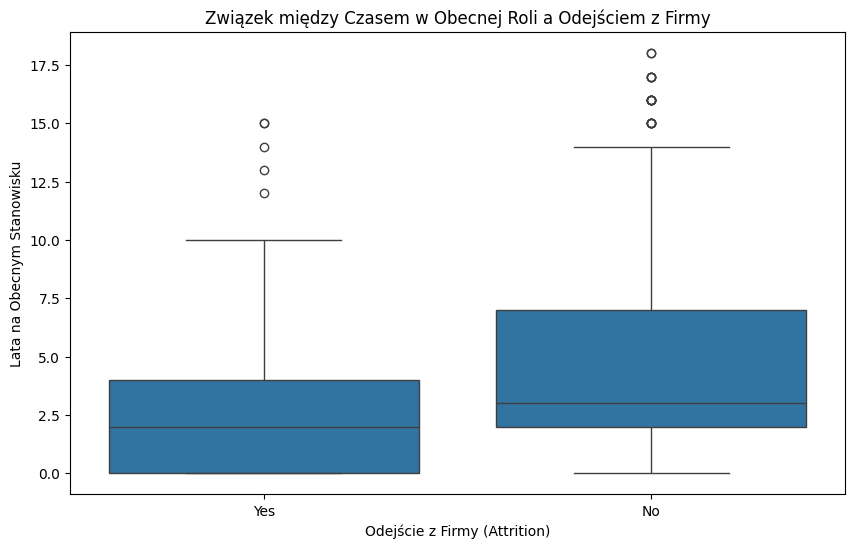 Związek między Czasem w Obecnej Roli a Odejściem z Firmy
Lata na Obecnym Stanowisku
17.5
15.0
12.5
10.0
7.5
5.0
2.5
0.0
Yes
No
Odejście z Firmy (Attrition)